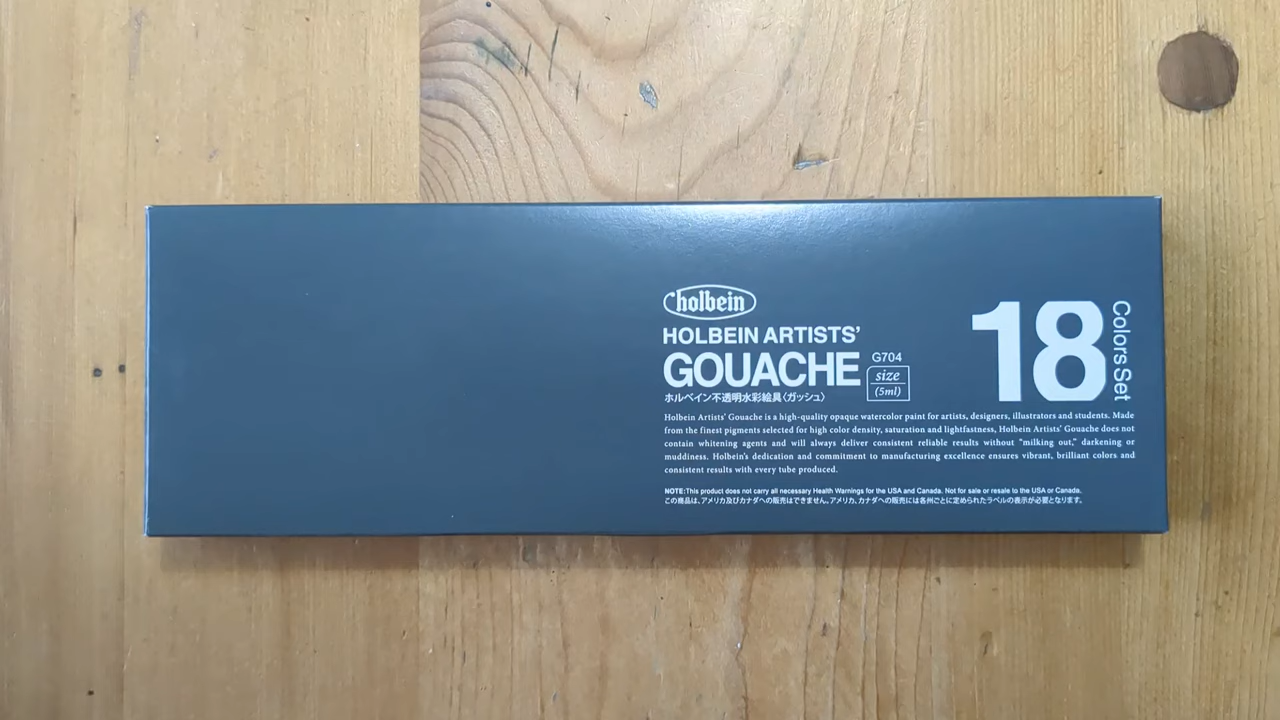 holbein
HOLBEIN ARTISTS'
GOUACHE
G704
size
(5ml)
ホルベイン不透明水彩絵具〈ガッシュ〉
18
Colors Set
Holbein Artists' Gouache is a high-quality opaque watercolor paint for artists, designers, illustrators and students. Made
from the finest pigments selected for high color density, saturation and lightfastness, Holbein Artists' Gouache does not
contain whitening agents and will always deliver consistent reliable results without "milking out," darkening or
muddiness. Holbein's dedication and commitment to manufacturing excellence ensures vibrant, brilliant colors and
consistent results with every tube produced.
NOTE:This product does not carry all necessary Health Warnings for the USA and Canada. Not for sale or resale to the USA or Canada.
この商品は、アメリカ及びカナダへの販売はできません。アメリカ、カナダへの販売には各州ごとに定められたラベルの表示が必要となります。